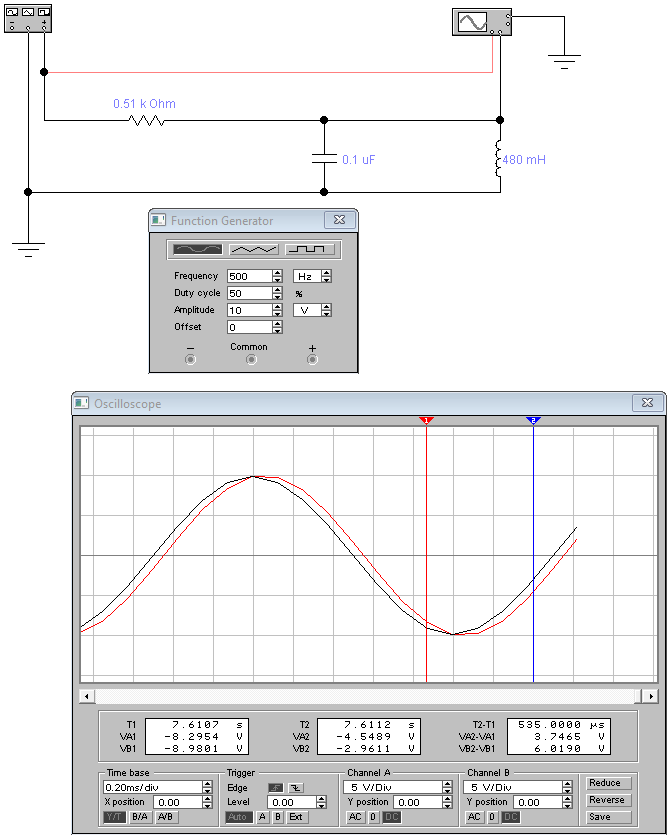 − +
0.51 k Ohm
0.1 uF
480 mH
Function Generator
Frequency 500 Hz
Duty cycle 50 %
Amplitude 10 V
Offset 0
− Common +
Oscilloscope
1 2
T1 7.6107 s T2 7.6112 s T2-T1 535.0000 µs
VA1 -8.2954 V VA2 -4.5489 V VA2-VA1 3.7465 V
VB1 -8.9801 V VB2 -2.9611 V VB2-VB1 6.0190 V
Time base Trigger Channel A Channel B
0.20ms/div Edge 5 V/Div 5 V/Div Reduce
X position 0.00 Level 0.00 Y position 0.00 Y position 0.00 Reverse
Y/T B/A A/B Auto A B Ext AC 0 DC AC 0 DC Save